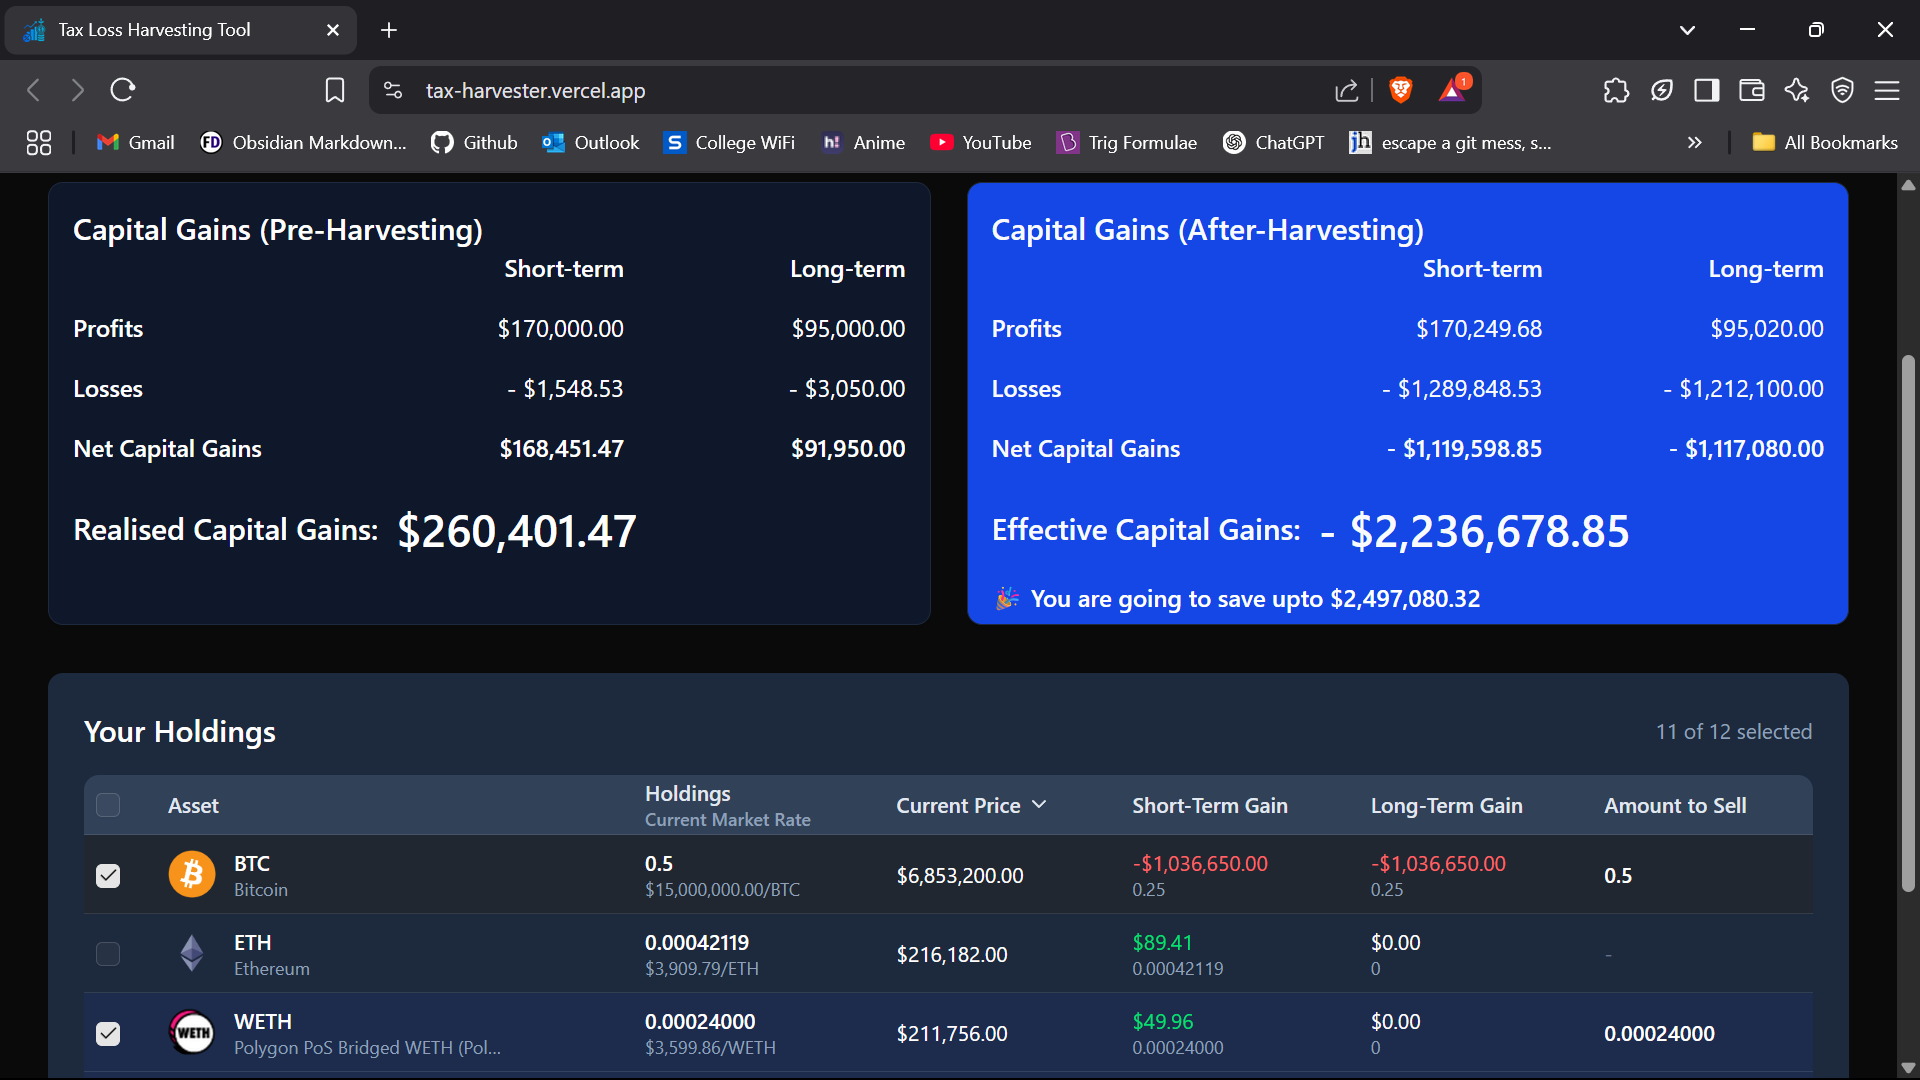 Tax Loss Harvesting Tool
tax-harvester.vercel.app
1
Gmail
FD
Obsidian Markdown...
Github
Outlook
S
College WiFi
h!
Anime
YouTube
Trig Formulae
ChatGPT
jh
escape a git mess, s...
»
All Bookmarks
Capital Gains (Pre-Harvesting)
Short-term Long-term
Profits $170,000.00 $95,000.00
Losses - $1,548.53 - $3,050.00
Net Capital Gains $168,451.47 $91,950.00
Realised Capital Gains: $260,401.47
Capital Gains (After-Harvesting)
Short-term Long-term
Profits $170,249.68 $95,020.00
Losses - $1,289,848.53 - $1,212,100.00
Net Capital Gains - $1,119,598.85 - $1,117,080.00
Effective Capital Gains: - $2,236,678.85
🎉 You are going to save upto $2,497,080.32
Your Holdings
11 of 12 selected
Asset
Holdings
Current Market Rate
Current Price
Short-Term Gain
Long-Term Gain
Amount to Sell
BTC
Bitcoin
0.5
$15,000,000.00/BTC
$6,853,200.00
-$1,036,650.00
0.25
-$1,036,650.00
0.25
0.5
ETH
Ethereum
0.00042119
$3,909.79/ETH
$216,182.00
$89.41
0.00042119
$0.00
0
-
WETH
WETH
Polygon PoS Bridged WETH (Pol...
0.00024000
$3,599.86/WETH
$211,756.00
$49.96
0.00024000
$0.00
0
0.00024000